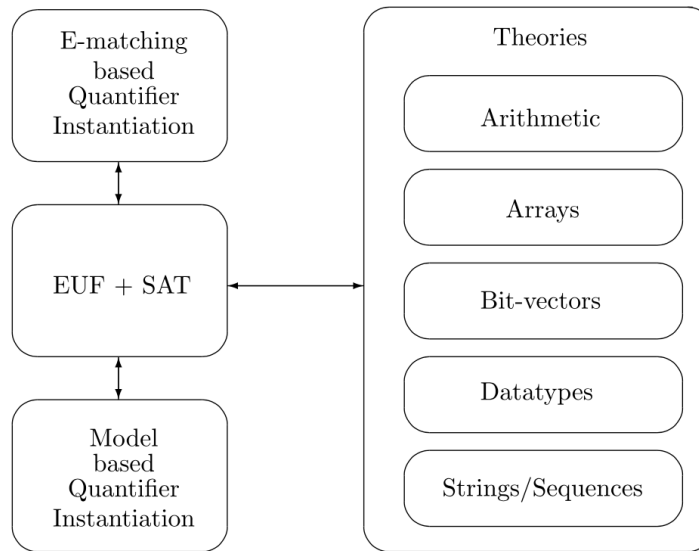 E-matching
based
Quantifier
Instantiation
EUF + SAT
Model
based
Quantifier
Instantiation
Theories
Arithmetic
Arrays
Bit-vectors
Datatypes
Strings/Sequences